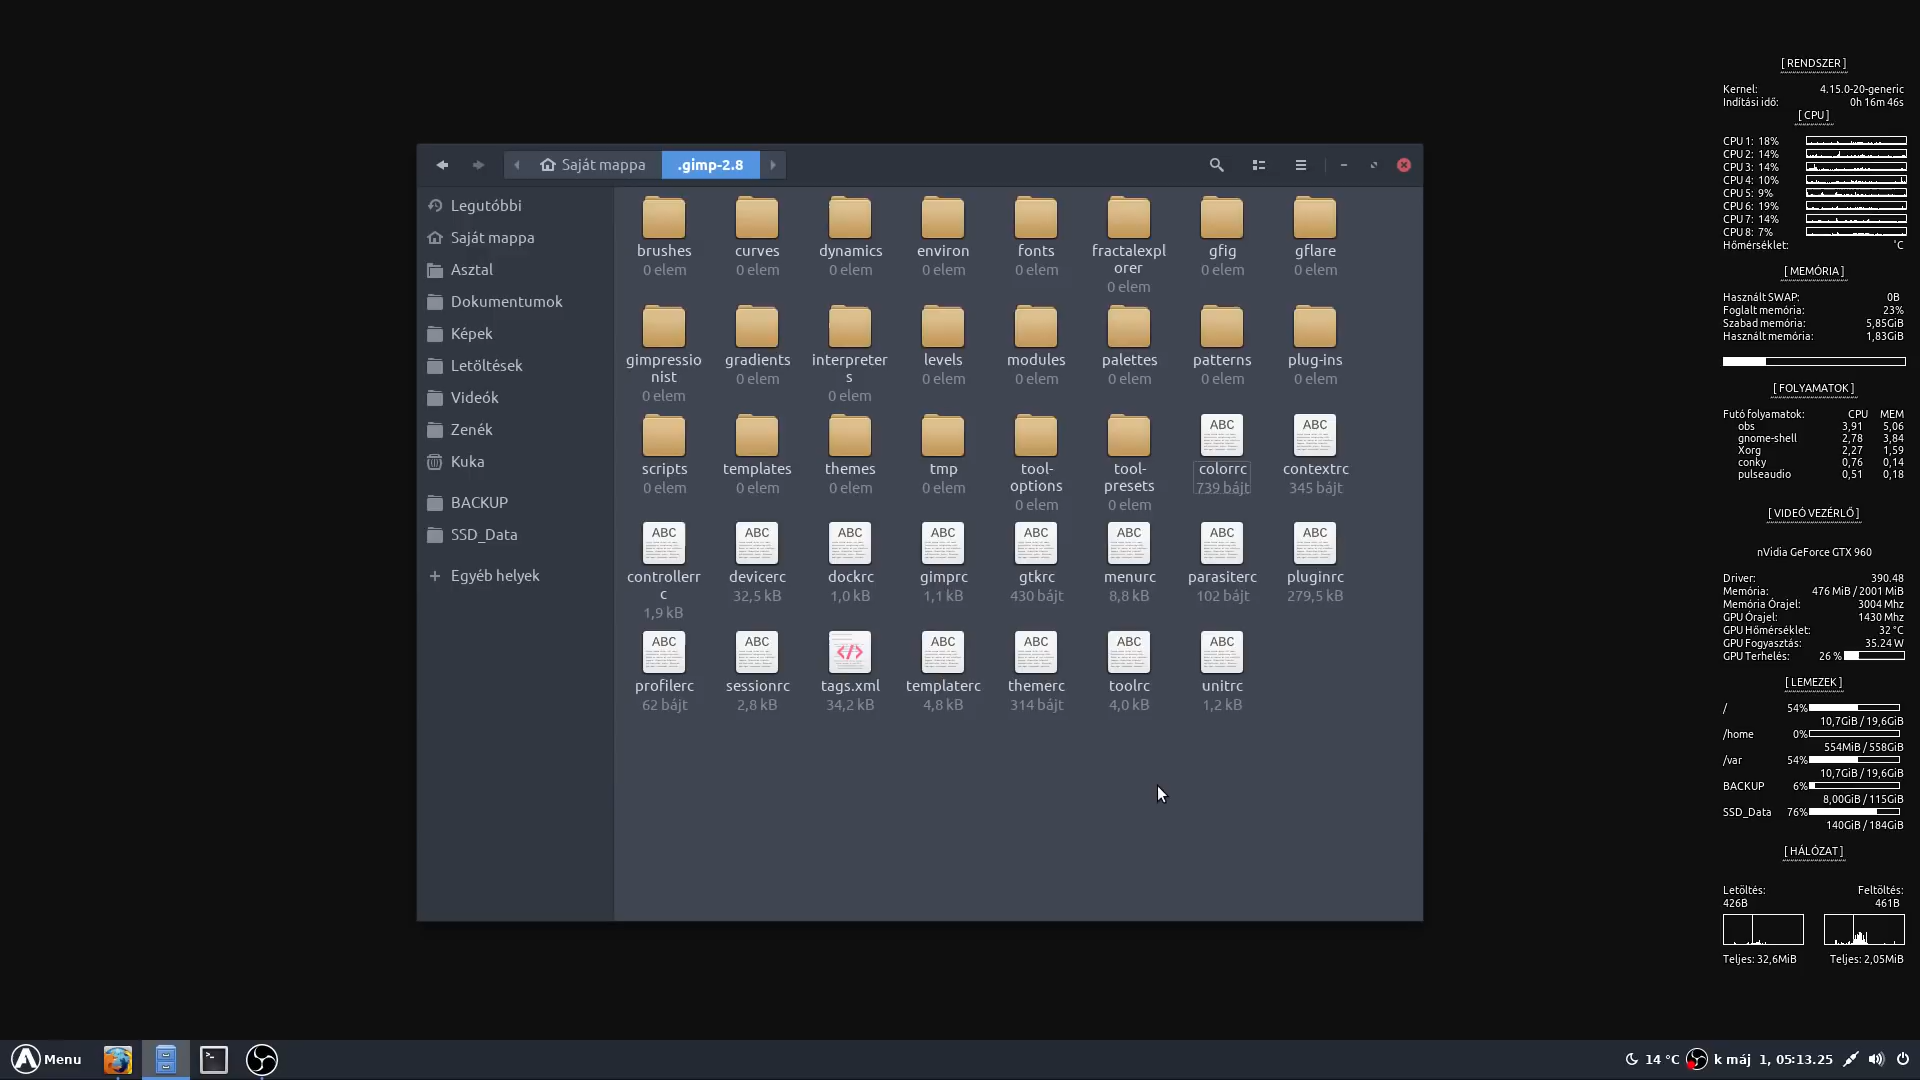 Saját mappa
.gimp-2.8
Legutóbbi
Saját mappa
Asztal
Dokumentumok
Képek
Letöltések
Videók
Zenék
Kuka
BACKUP
SSD_Data
Egyéb helyek
brushes curves dynamics environ fonts fractalexpl gfig gflare
orer
0 elem 0 elem 0 elem 0 elem 0 elem 0 elem 0 elem 0 elem
gimpressio gradients interpreter levels modules palettes patterns plug-ins
nist s
0 elem 0 elem 0 elem 0 elem 0 elem 0 elem 0 elem 0 elem
ABC ABC
scripts templates themes tmp tool- tool- colorrc contextrc
options presets
0 elem 0 elem 0 elem 0 elem 0 elem 0 elem 739 bájt 345 bájt
ABC ABC ABC ABC ABC ABC ABC ABC
controllerr devicerc dockrc gimprc gtkrc menurc parasiterc pluginrc
c
1,9 kB 32,5 kB 1,0 kB 1,1 kB 430 bájt 8,8 kB 102 bájt 279,5 kB
ABC ABC </> ABC ABC ABC ABC
profilerc sessionrc tags.xml templaterc themerc toolrc unitrc
62 bájt 2,8 kB 34,2 kB 4,8 kB 314 bájt 4,0 kB 1,2 kB
[ RENDSZER ]
Kernel: 4.15.0-20-generic
Indítási idő: 0h 16m 46s
[ CPU ]
CPU 1: 18%
CPU 2: 14%
CPU 3: 14%
CPU 4: 10%
CPU 5: 9%
CPU 6: 19%
CPU 7: 14%
CPU 8: 7%
Hőmérséklet: °C
[ MEMÓRIA ]
Használt SWAP: 0B
Foglalt memória: 23%
Szabad memória: 5,85GiB
Használt memória: 1,83GiB
[ FOLYAMATOK ]
Futó folyamatok: CPU MEM
obs 3,91 5,06
gnome-shell 2,78 3,84
Xorg 2,27 1,59
conky 0,76 0,14
pulseaudio 0,51 0,18
[ VIDEÓ VEZÉRLŐ ]
nVidia GeForce GTX 960
Driver: 390.48
Memória: 476 MiB / 2001 MiB
Memória Órajel: 3004 Mhz
GPU Órajel: 1430 Mhz
GPU Hőmérséklet: 32 °C
GPU Fogyasztás: 35.24 W
GPU Terhelés: 26 %
[ LEMEZEK ]
/ 54%
10,7GiB / 19,6GiB
/home 0%
554MiB / 558GiB
/var 54%
10,7GiB / 19,6GiB
BACKUP 6%
8,00GiB / 115GiB
SSD_Data 76%
140GiB / 184GiB
[ HÁLÓZAT ]
Letöltés: Feltöltés:
426B 461B
Teljes: 32,6MiB Teljes: 2,05MiB
Menu
14 °C
k máj 1, 05:13.25